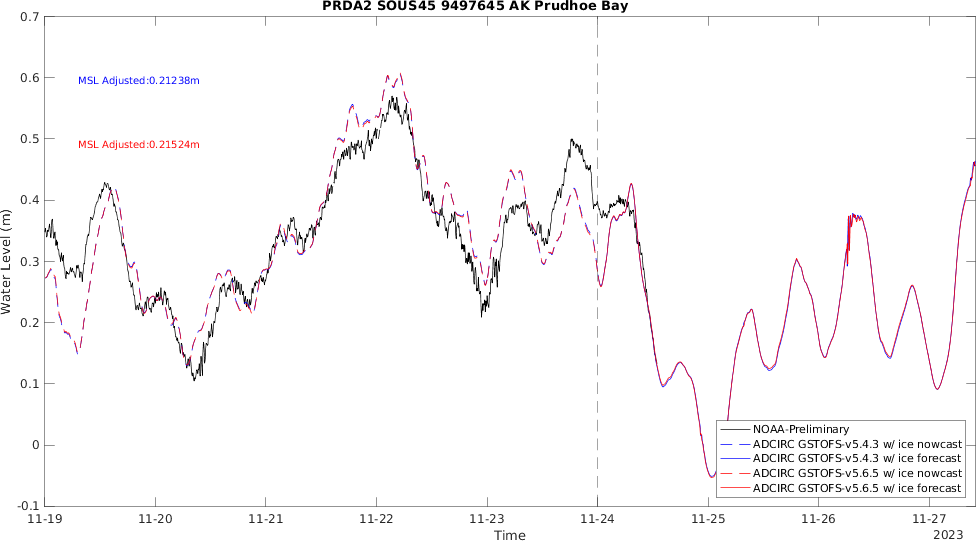 PRDA2 SOUS45 9497645 AK Prudhoe Bay
0.7
0.6
0.5
0.4
0.3
0.2
0.1
0
-0.1
Water Level (m)
MSL Adjusted:0.21238m
MSL Adjusted:0.21524m
NOAA-Preliminary
ADCIRC GSTOFS-v5.4.3 w/ ice nowcast
ADCIRC GSTOFS-v5.4.3 w/ ice forecast
ADCIRC GSTOFS-v5.6.5 w/ ice nowcast
ADCIRC GSTOFS-v5.6.5 w/ ice forecast
11-19 11-20 11-21 11-22 11-23 11-24 11-25 11-26 11-27
Time
2023